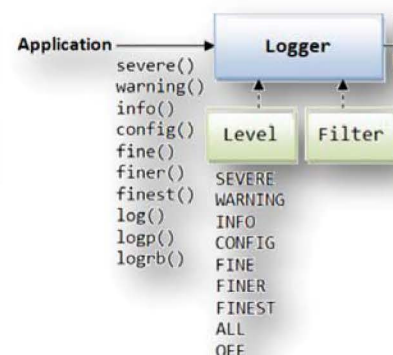 Application
Logger
severe()
warning()
info()
config()
fine()
finer()
finest()
log()
logp()
logrb()
Level
Filter
SEVERE
WARNING
INFO
CONFIG
FINE
FINER
FINEST
ALL
OFF